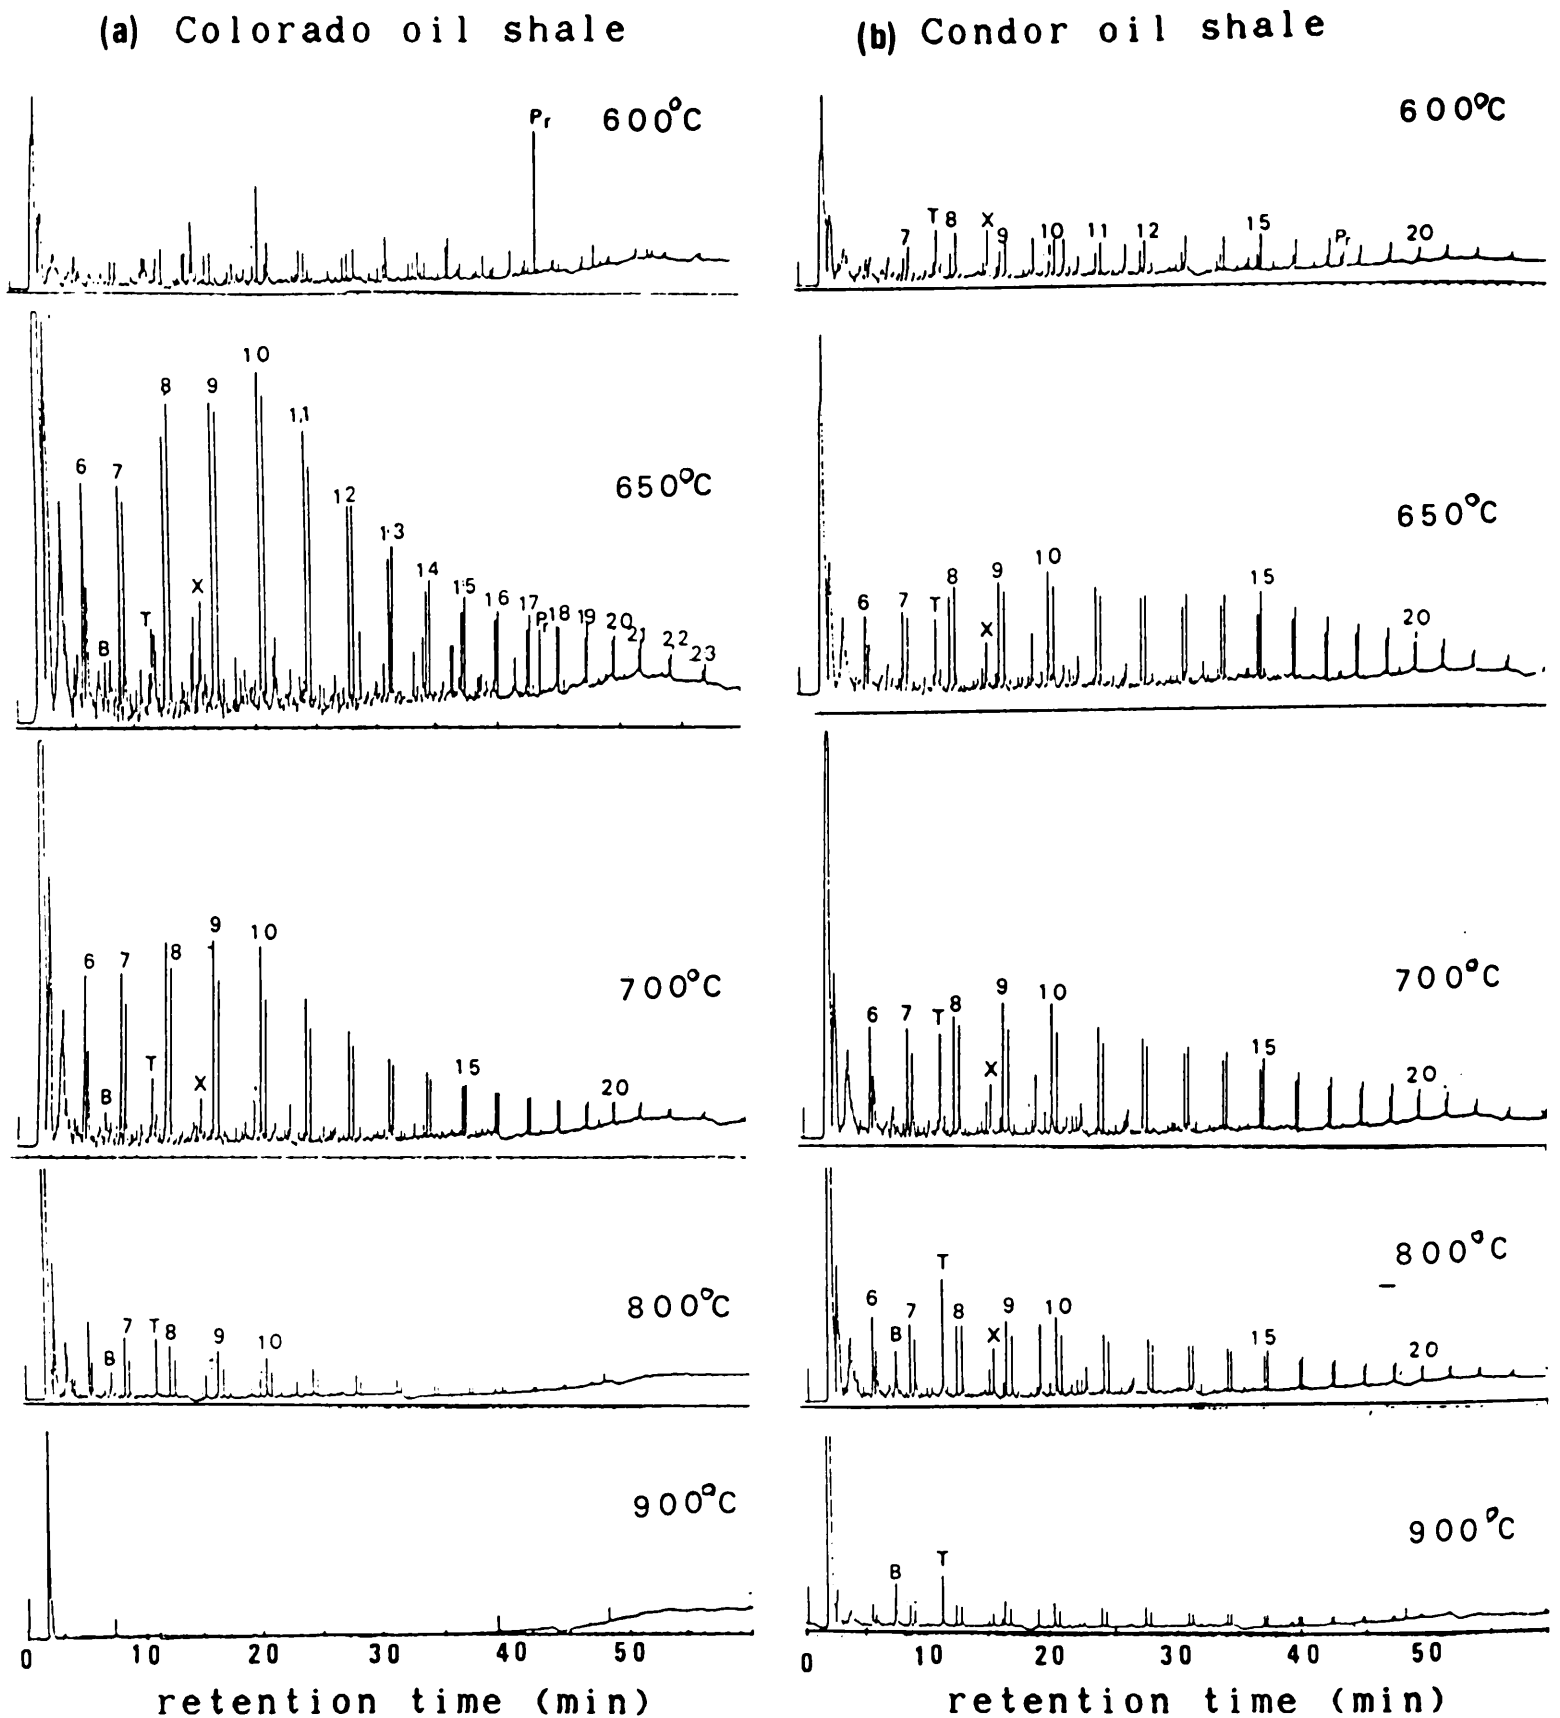 (a) Colorado oil shale
(b) Condor oil shale
Pr 600°C
7 T 8 X 9 10 11 12 15 Pr 20 600°C
6 7 8 9 10 11 12 13 14 15 16 17 Pr 18 19 20 21 22 23 B T X 650°C
6 7 T 8 X 9 10 15 20 650°C
6 B 7 T 8 X 9 10 15 20 700°C
6 7 T 8 X 9 10 15 20 700°C
B 7 T 8 9 10 800°C
6 B 7 T 8 X 9 10 15 20 800°C
900°C
B T 900°C
0 10 20 30 40 50
0 10 20 30 40 50
retention time (min)
retention time (min)